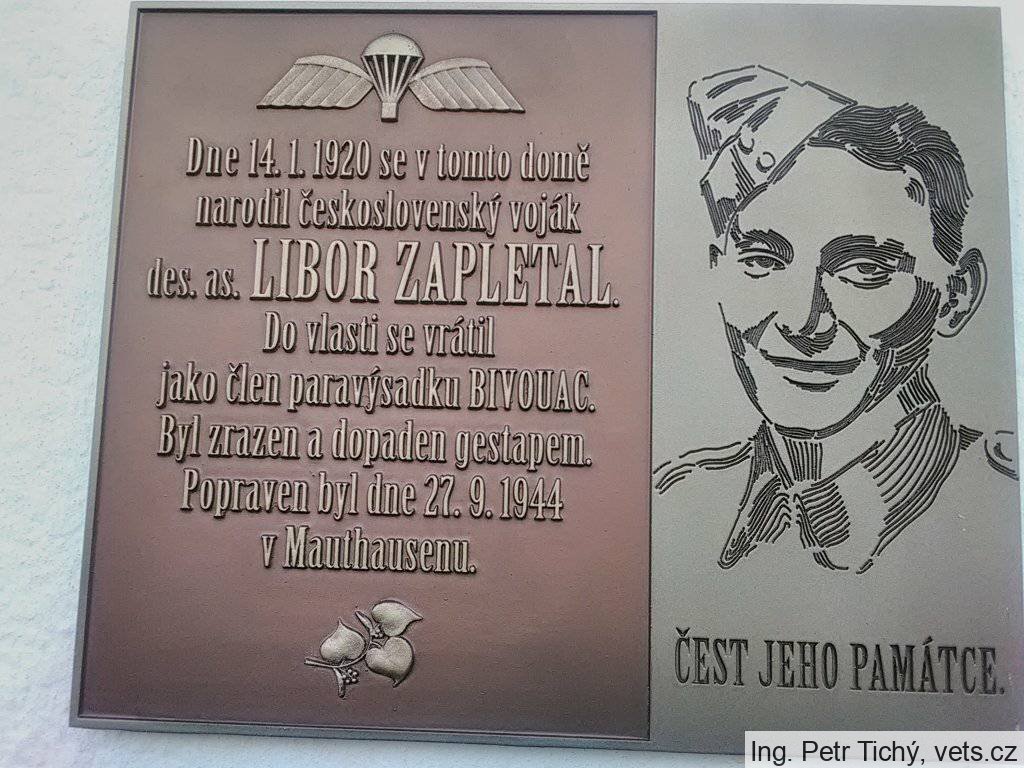 Dne 14. 1. 1920 se v tomto domě
narodil československý voják
des. as. LIBOR ZAPLETAL.
Do vlasti se vrátil
jako člen paravýsadku BIVOUAC.
Byl zrazen a dopaden gestapem.
Popraven byl dne 27. 9. 1944
v Mauthausenu.
ČEST JEHO PAMÁTCE.
Ing. Petr Tichý, vets.cz